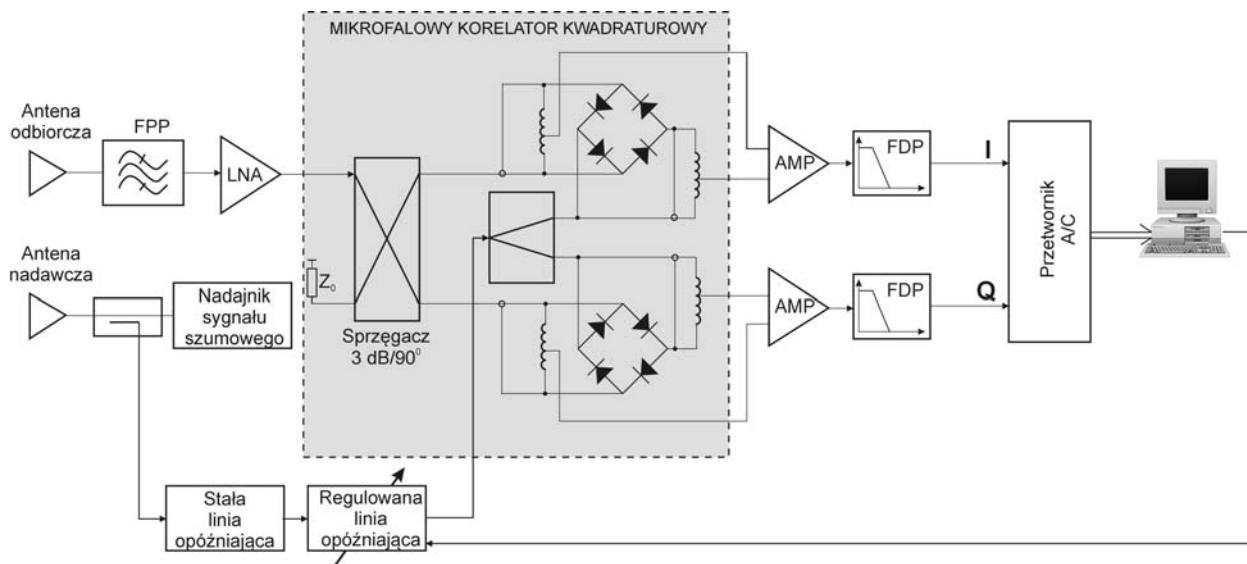 MIKROFALOWY KORELATOR KWADRATUROWY
Antena
odbiorcza
FPP
LNA
AMP
FDP
I
Przetwornik
A/C
Antena
nadawcza
Nadajnik
sygnału
szumowego
Z₀
Sprzęgacz
3 dB/90⁰
AMP
FDP
Q
Stała
linia
opóźniająca
Regulowana
linia
opóźniająca